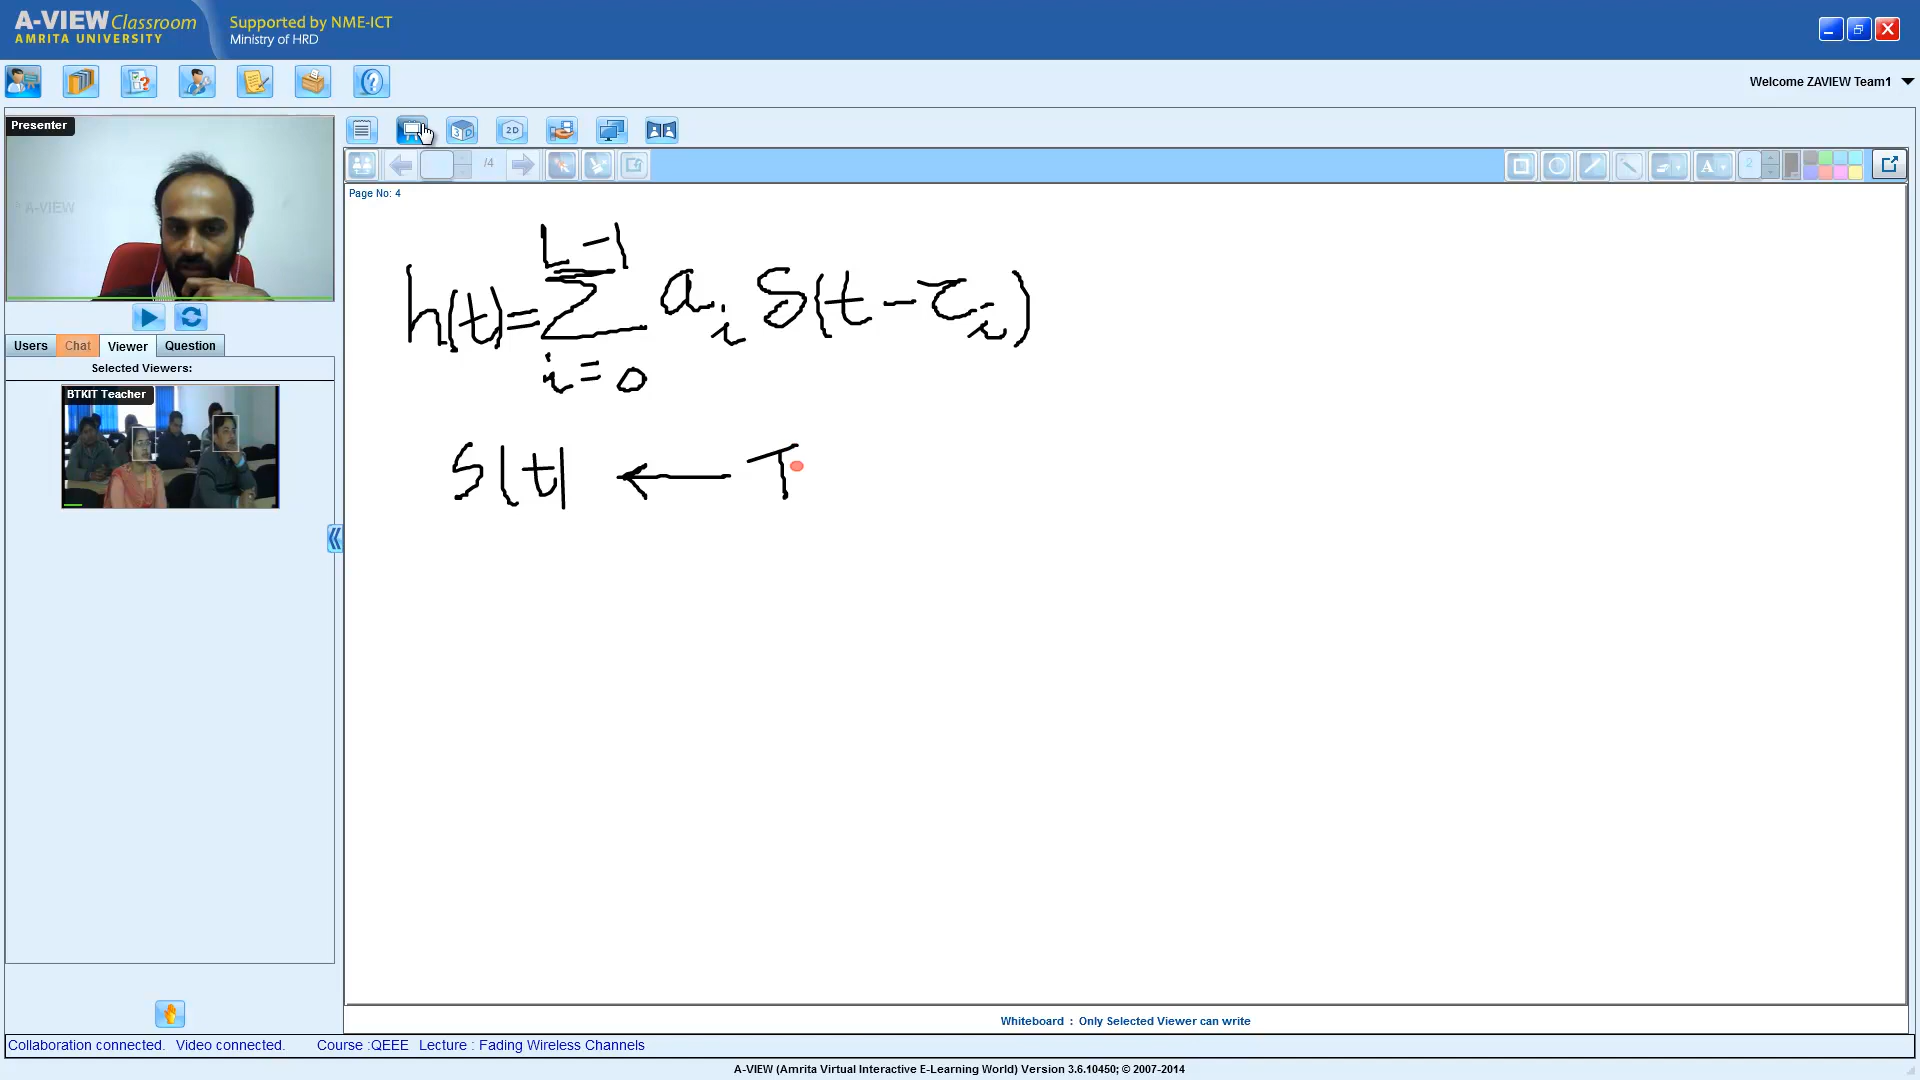 A-VIEW Classroom
AMRITA UNIVERSITY
Supported by NME-ICT
Ministry of HRD
Welcome ZAVIEW Team1
Presenter
A-VIEW
3D
2D
/4
A
2
Page No: 4
h(t)=∑_{i=0}^{L-1} a_i δ(t-τ_i)
s(t) ← T
Users Chat Viewer Question
Selected Viewers:
BTKIT Teacher
Whiteboard : Only Selected Viewer can write
Collaboration connected. Video connected. Course :QEEE Lecture : Fading Wireless Channels
A-VIEW (Amrita Virtual Interactive E-Learning World) Version 3.6.10450; © 2007-2014